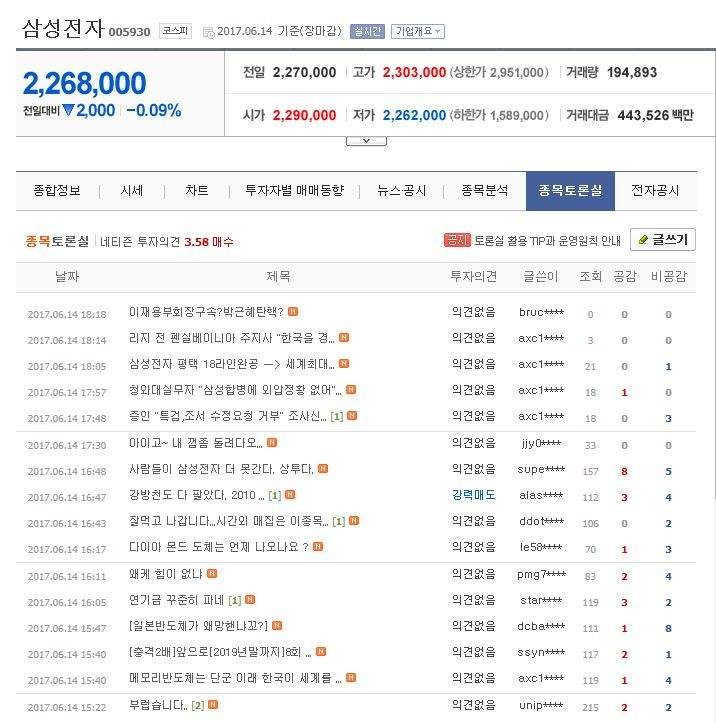 삼성전자 005930 코스피 2017.06.14 기준(장마감) 실시간 기업개요
2,268,000 전일 2,270,000 고가 2,303,000 (상한가 2,951,000) 거래량 194,893
전일대비 ▼2,000 -0.09% 시가 2,290,000 저가 2,262,000 (하한가 1,589,000) 거래대금 443,526 백만
종합정보 시세 차트 투자자별 매매동향 뉴스·공시 종목분석 종목토론실 전자공시
종목토론실 네티즌 투자의견 3.58 매수 공지 토론실 활용 TIP과 운영원칙 안내 글쓰기
날짜 제목 투자의견 글쓴이 조회 공감 비공감
2017.06.14 18:18 이재용부회장구속?박근혜탄핵? N 의견없음 bruc**** 0 0 0
2017.06.14 18:14 리지 전 펜실베이니아 주지사 "한국을 경... N 의견없음 axc1**** 3 0 0
2017.06.14 18:05 삼성전자 평택 18라인완공 -> 세계최대... N 의견없음 axc1**** 21 0 1
2017.06.14 17:57 청와대실무자 "삼성합병에 외압정황 없어"... N 의견없음 axc1**** 18 1 0
2017.06.14 17:48 증인 "특검,조서 수정요청 거부" 조사신... [1] N 의견없음 axc1**** 18 0 3
2017.06.14 17:30 아이고~ 내 껌좀 돌려다오... N 의견없음 jjy0**** 33 0 0
2017.06.14 16:48 사람들이 삼성전자 더 못간다. 상투다. N 의견없음 supe**** 157 8 5
2017.06.14 16:47 강방천도 다 팔았다. 2010 ... [1] N 강력매도 alas**** 112 3 4
2017.06.14 16:43 잘먹고 나갑니다...시간외 매집은 이종목... [1] N 의견없음 ddot**** 106 0 2
2017.06.14 16:17 다이아 몬드 도체는 언제 나오나요 ? N 의견없음 le58**** 70 1 3
2017.06.14 16:11 왜케 힘이 없냐 N 의견없음 pmg7**** 83 2 4
2017.06.14 16:05 연기금 꾸준히 파네 [1] N 의견없음 star**** 119 3 2
2017.06.14 15:47 [일본반도체가 왜망했냐꼬?] N 의견없음 dcba**** 111 1 8
2017.06.14 15:40 [충격2배]앞으로[2019년말까지]8회 ... N 의견없음 ssyn**** 117 2 1
2017.06.14 15:40 메모리반도체는 단군 이래 한국이 세계를 ... N 의견없음 axc1**** 119 1 4
2017.06.14 15:22 부럽습니다.. [2] N 의견없음 unip**** 215 2 2